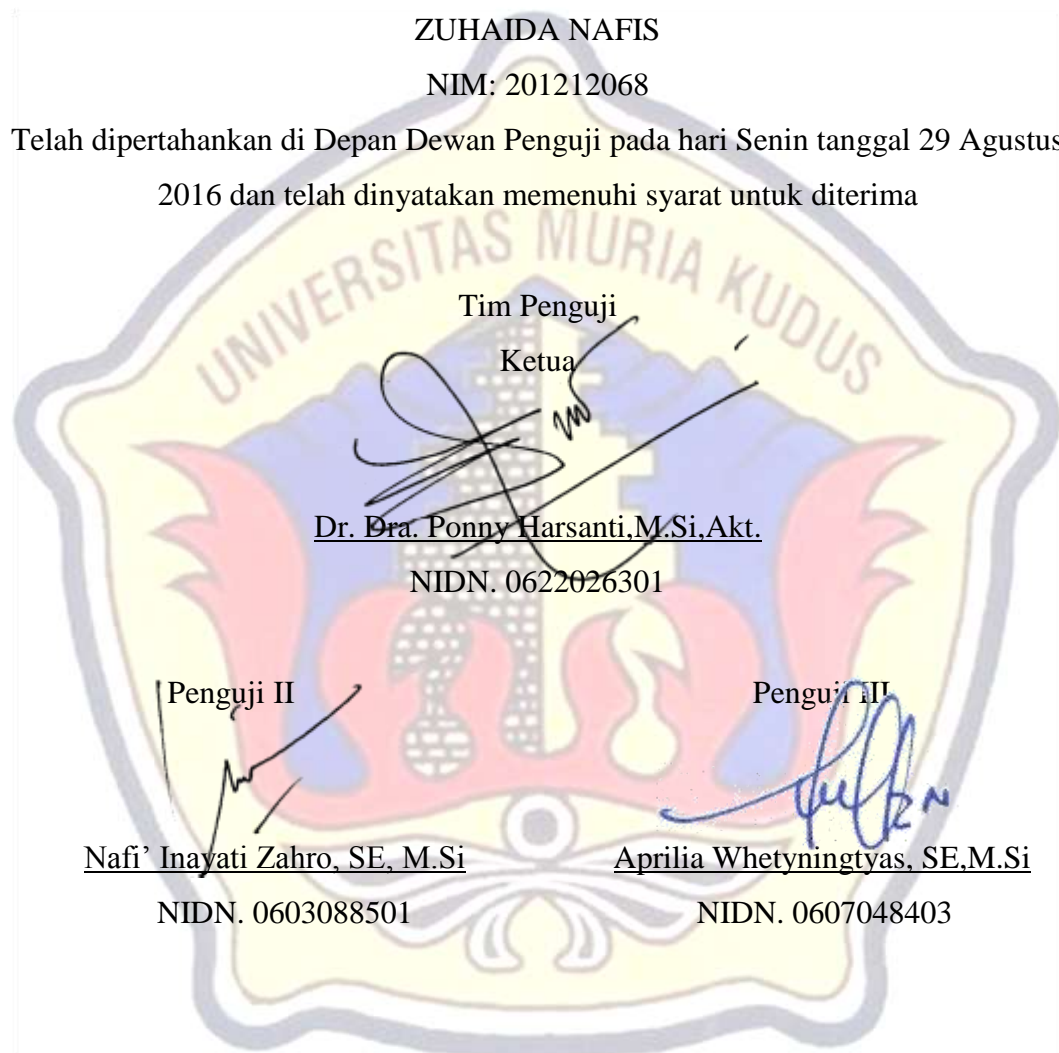 ZUHAIDA NAFIS
NIM: 201212068
Telah dipertahankan di Depan Dewan Penguji pada hari Senin tanggal 29 Agustus
2016 dan telah dinyatakan memenuhi syarat untuk diterima
UNIVERSITAS MURIA KUDUS
Tim Penguji
Ketua
Dr. Dra. Ponny Harsanti,M.Si,Akt.
NIDN. 0622026301
Penguji II Penguji III
Nafi’ Inayati Zahro, SE, M.Si Aprilia Whetyningtyas, SE,M.Si
NIDN. 0603088501 NIDN. 0607048403